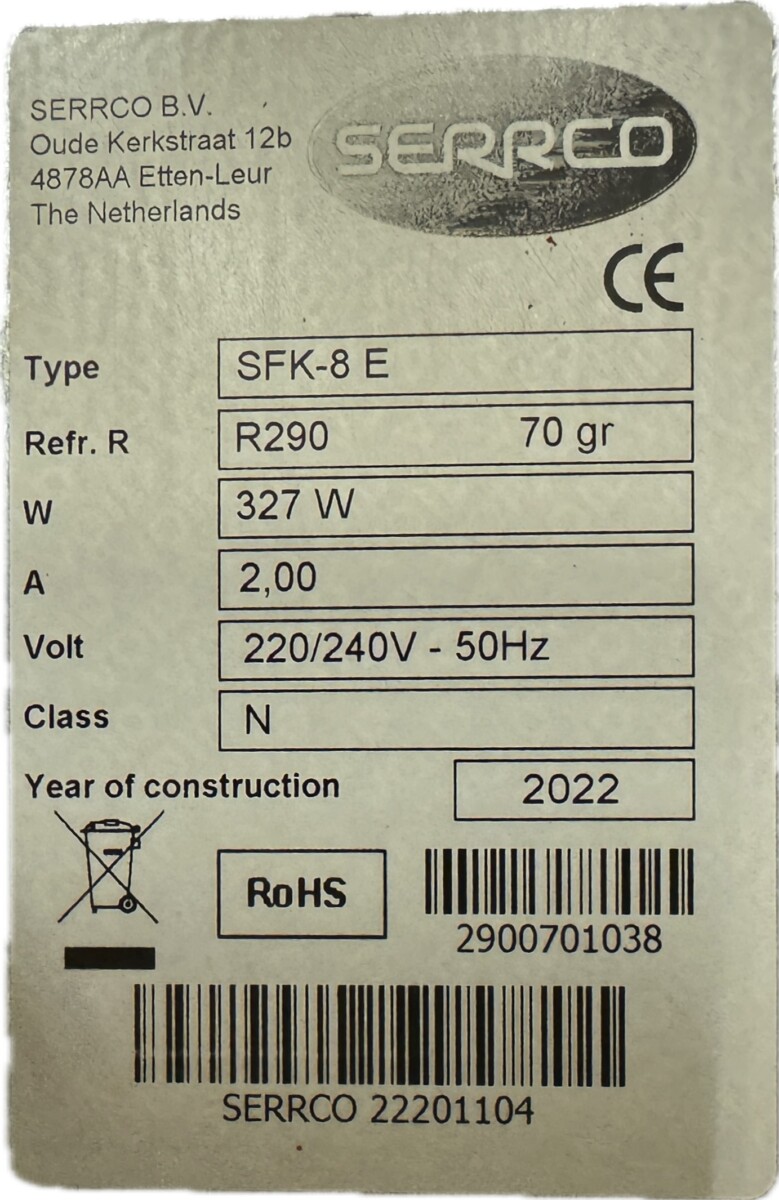 SERRCO B.V.
Oude Kerkstraat 12b
4878AA Etten-Leur
The Netherlands
SERRCO
CE
Type SFK-8 E
Refr. R R290 70 gr
W 327 W
A 2,00
Volt 220/240V - 50Hz
Class N
Year of construction 2022
RoHS
2900701038
SERRCO 22201104